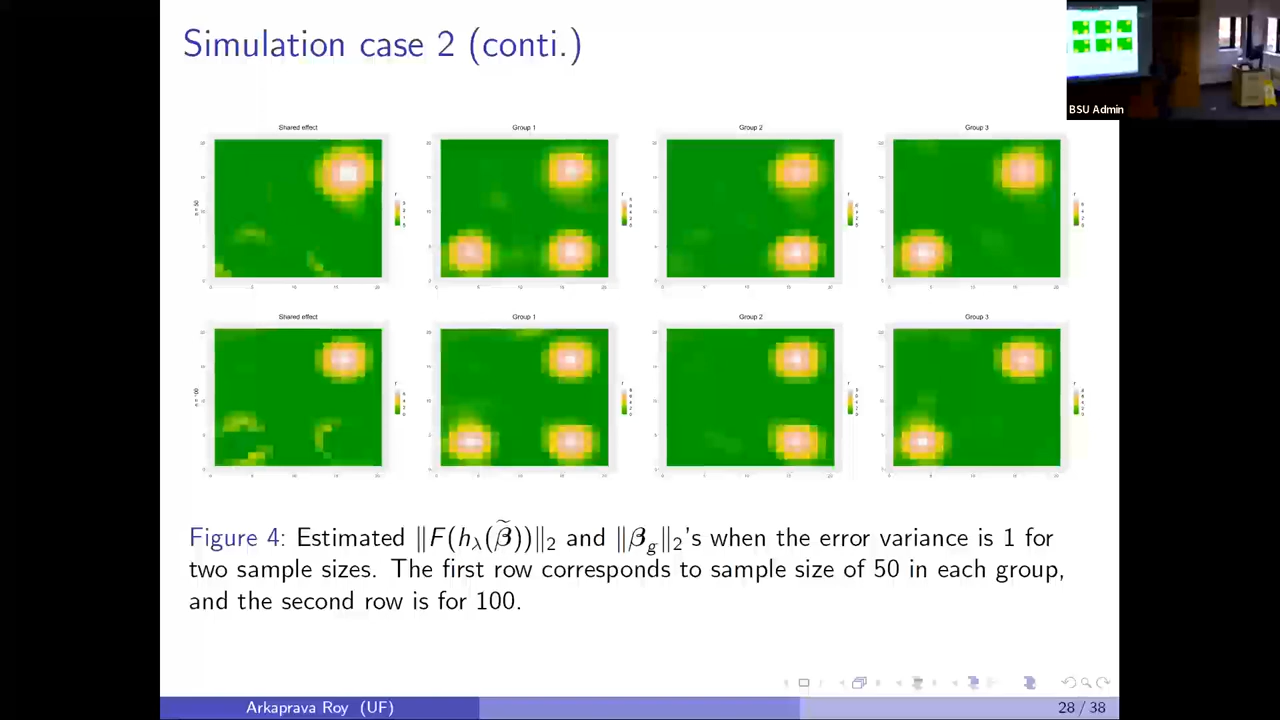 Simulation case 2 (conti.)
BSU Admin
Shared effect
Group 1
Group 2
Group 3
Shared effect
Group 1
Group 2
Group 3
Figure 4: Estimated ‖F(h_λ(β̃))‖₂ and ‖β_g‖₂'s when the error variance is 1 for
two sample sizes. The first row corresponds to sample size of 50 in each group,
and the second row is for 100.
Arkaprava Roy (UF)
28 / 38